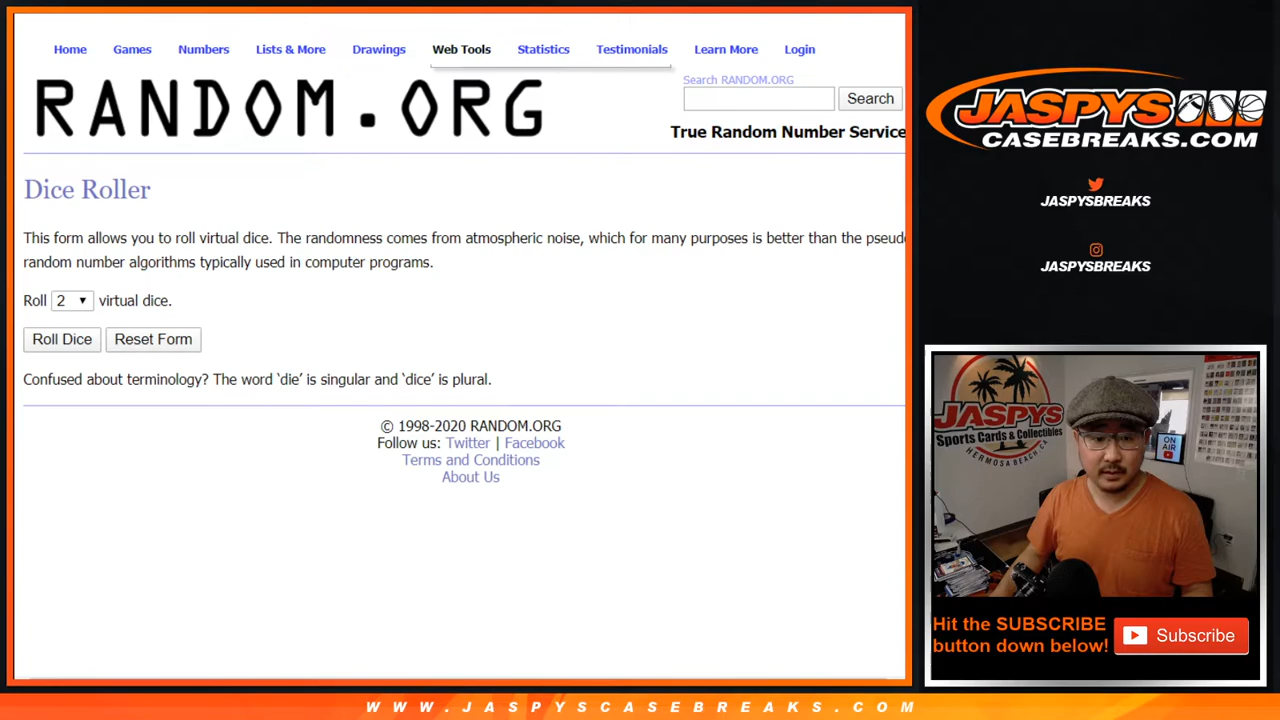 Home Games Numbers Lists & More Drawings Web Tools Statistics Testimonials Learn More Login
RANDOM.ORG
Search RANDOM.ORG
Search
True Random Number Service
Dice Roller
This form allows you to roll virtual dice. The randomness comes from atmospheric noise, which for many purposes is better than the pseudo
random number algorithms typically used in computer programs.
Roll 2 virtual dice.
Roll Dice Reset Form
Confused about terminology? The word ‘die’ is singular and ‘dice’ is plural.
© 1998-2020 RANDOM.ORG
Follow us: Twitter | Facebook
Terms and Conditions
About Us
JASPYS
CASEBREAKS.COM
JASPYSBREAKS
JASPYSBREAKS
JASPYS
Sports Cards & Collectibles
HERMOSA BEACH, CA
ON
AIR
Hit the SUBSCRIBE
button down below!
Subscribe
WWW.JASPYSCASEBREAKS.COM